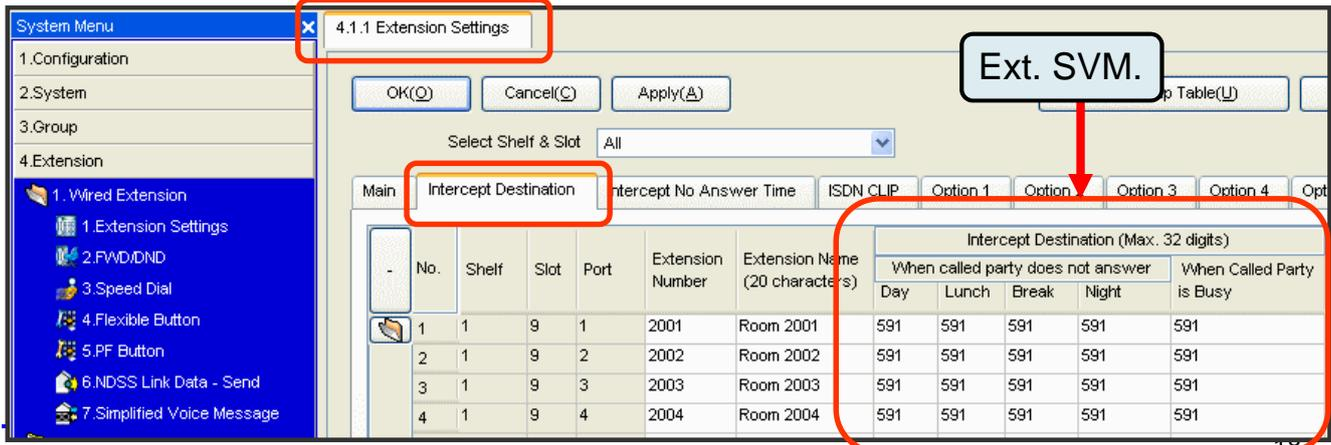 System Menu
4.1.1 Extension Settings
1.Configuration
2.System
3.Group
4.Extension
1. Wired Extension
1.Extension Settings
2.FWD/DND
3.Speed Dial
4.Flexible Button
5.PF Button
6.NDSS Link Data - Send
7.Simplified Voice Message
Ext. SVM.
OK(O) Cancel(C) Apply(A) Table(U)
Select Shelf & Slot All
Main Intercept Destination Intercept No Answer Time ISDN CLIP Option 1 Option Option 3 Option 4
Intercept Destination (Max. 32 digits)
- No. Shelf Slot Port Extension Number Extension Name (20 characters) When called party does not answer When Called Party is Busy
Day Lunch Break Night
1 1 9 1 2001 Room 2001 591 591 591 591 591
2 1 9 2 2002 Room 2002 591 591 591 591 591
3 1 9 3 2003 Room 2003 591 591 591 591 591
4 1 9 4 2004 Room 2004 591 591 591 591 591